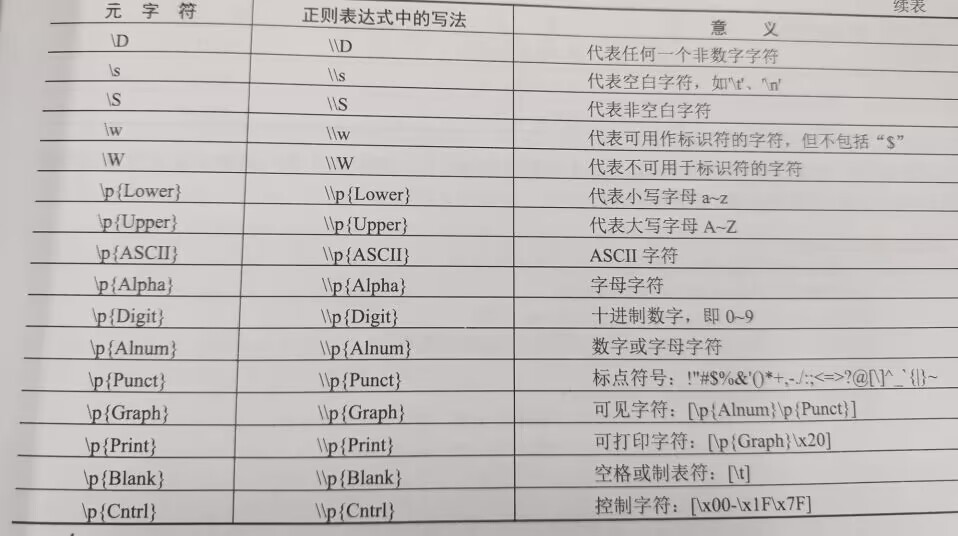 续表
元 字 符 正则表达式中的写法 意 义
\D \\D 代表任何一个非数字字符
\s \\s 代表空白字符，如'\t'、'\n'
\S \\S 代表非空白字符
\w \\w 代表可用作标识符的字符，但不包括“$”
\W \\W 代表不可用于标识符的字符
\p{Lower} \\p{Lower} 代表小写字母 a~z
\p{Upper} \\p{Upper} 代表大写字母 A~Z
\p{ASCII} \\p{ASCII} ASCII 字符
\p{Alpha} \\p{Alpha} 字母字符
\p{Digit} \\p{Digit} 十进制数字，即 0~9
\p{Alnum} \\p{Alnum} 数字或字母字符
\p{Punct} \\p{Punct} 标点符号：!"#$%&'()*+,-./:;<=>?@[\]^_`{|}~
\p{Graph} \\p{Graph} 可见字符：[\p{Alnum}\p{Punct}]
\p{Print} \\p{Print} 可打印字符：[\p{Graph}\x20]
\p{Blank} \\p{Blank} 空格或制表符：[\t]
\p{Cntrl} \\p{Cntrl} 控制字符：[\x00-\x1F\x7F]